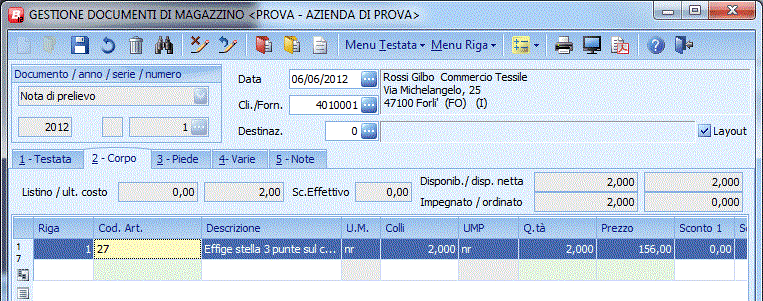 GESTIONE DOCUMENTI DI MAGAZZINO <PROVA - AZIENDA DI PROVA>
Menu Testata Menu Riga
Documento / anno / serie / numero
Nota di prelievo
2012 1
Data 06/06/2012
Cli./Forn. 4010001
Destinaz. 0
Rossi Gilbo Commercio Tessile
Via Michelangelo, 25
47100 Forli' (FO) (I)
Layout
1 - Testata 2 - Corpo 3 - Piede 4- Varie 5 - Note
Listino / ult. costo 0,00 2,00 Sc.Effettivo 0,00
Disponib./ disp. netta 2,000 2,000
Impegnato / ordinato 2,000 0,000
Riga Cod. Art. Descrizione U.M. Colli UMP Q.tà Prezzo Sconto 1
1 27 Effige stella 3 punte sul c... nr 2,000 nr 2,000 156,00 0,00
1
7